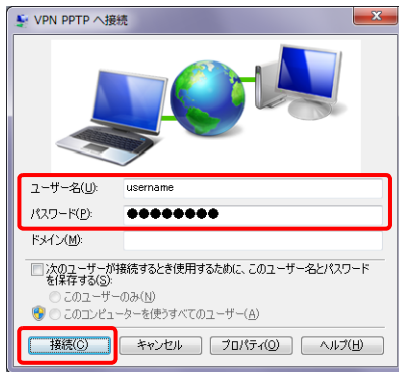 VPN PPTP へ接続
ユーザー名(U): username
パスワード(P): ●●●●●●●●
ドメイン(M):
次のユーザーが接続するとき使用するために、このユーザー名とパスワード
を保存する(S):
このユーザーのみ(N)
このコンピューターを使うすべてのユーザー(A)
接続(C) キャンセル プロパティ(O) ヘルプ(H)